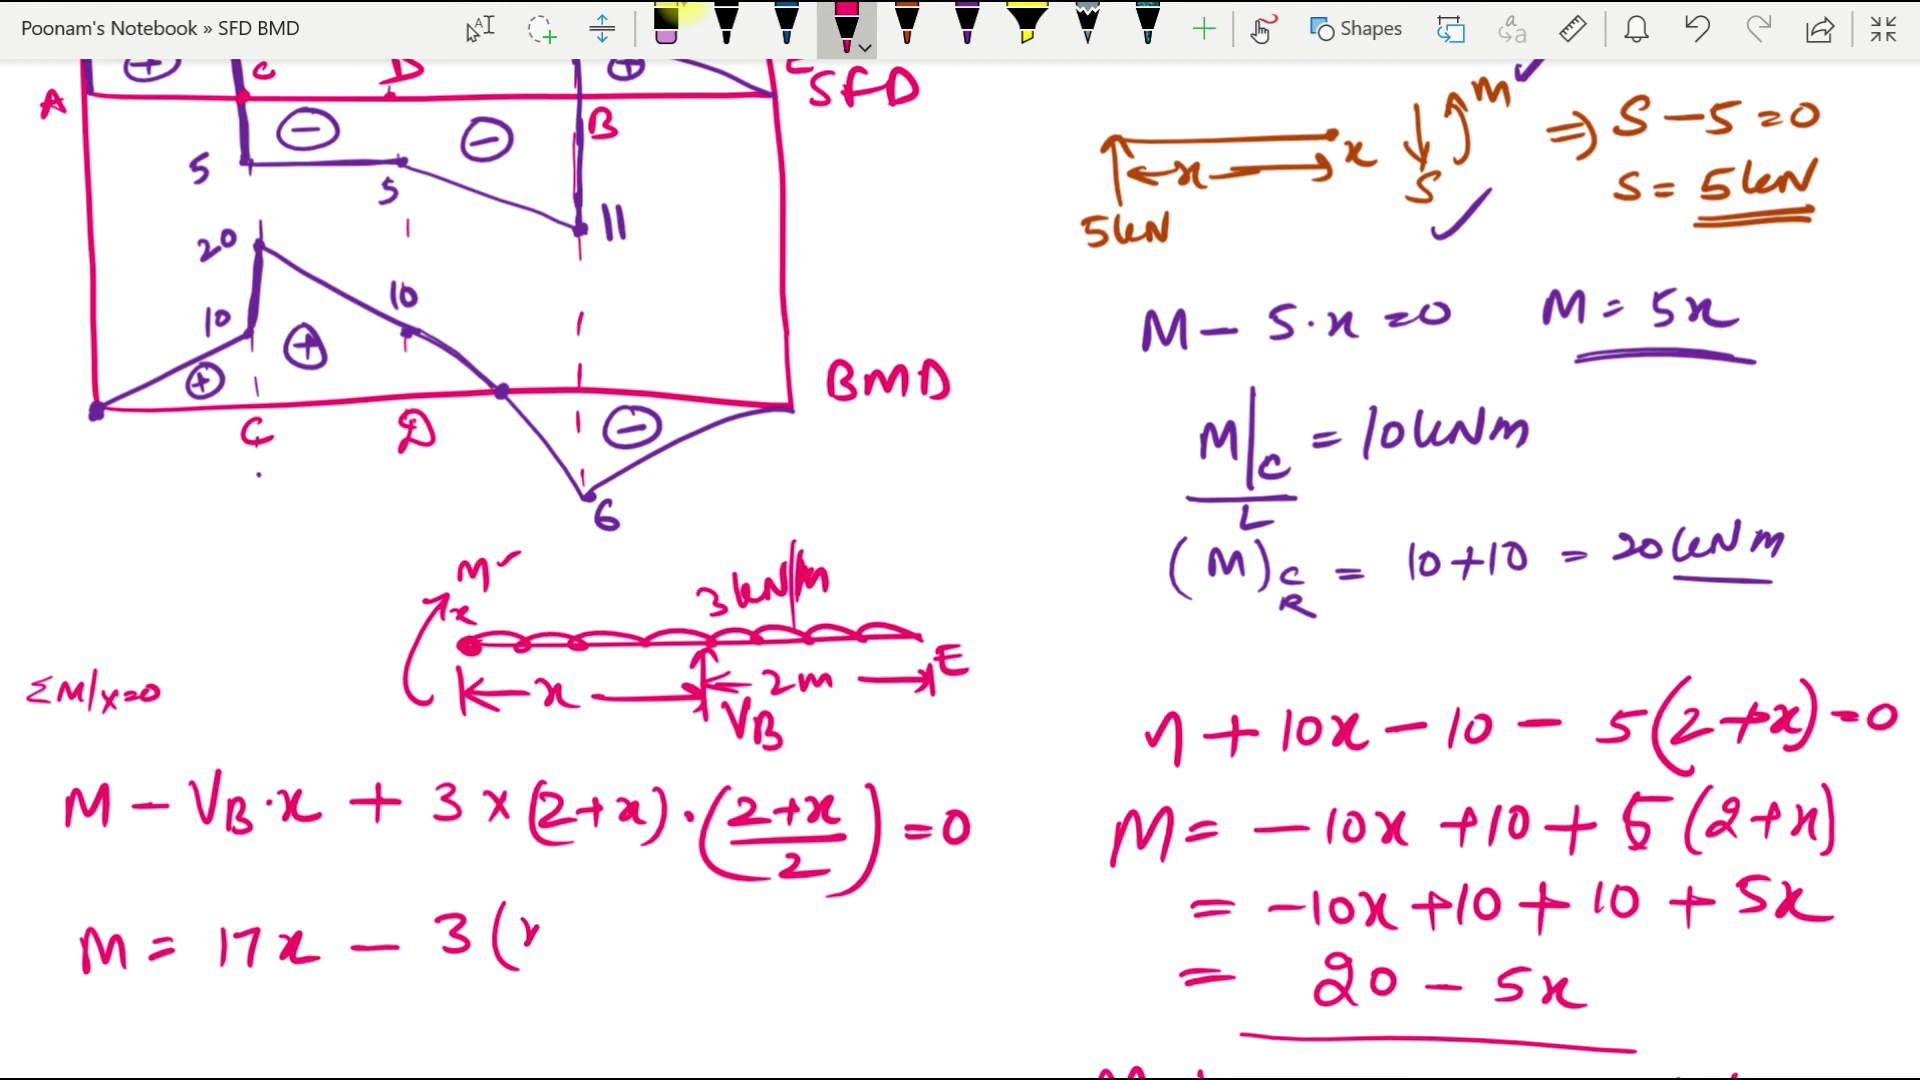 Poonam's Notebook » SFD BMD
Shapes
A C D B E SFD
5 5 11
20 10 10
BMD
C D
6
M
x 3 kN/m
E
x 2m
VB
ΣM/x=0
M - VB·x + 3 × (2+x)·((2+x)/2) = 0
M = 17x - 3(
M
x x ⇒ S - 5 = 0
5kN S S = 5kN
M - 5·x = 0 M = 5x
M/C = 10kNm
L
(M)C = 10+10 = 20kNm
R
+ 10x - 10 - 5(2+x) = 0
M = -10x + 10 + 5(2+x)
= -10x + 10 + 10 + 5x
= 20 - 5x